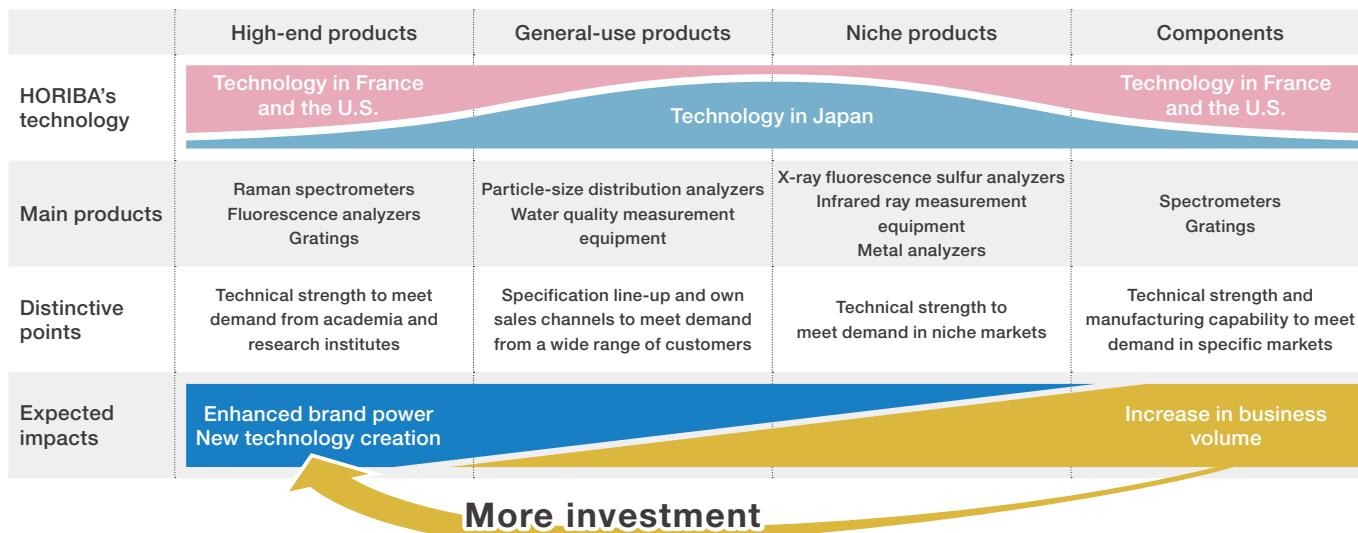 High-end products
General-use products
Niche products
Components
HORIBA's
technology
Technology in France
and the U.S.
Technology in Japan
Technology in France
and the U.S.
Main products
Raman spectrometers
Fluorescence analyzers
Gratings
Particle-size distribution analyzers
Water quality measurement
equipment
X-ray fluorescence sulfur analyzers
Infrared ray measurement
equipment
Metal analyzers
Spectrometers
Gratings
Distinctive
points
Technical strength to meet
demand from academia and
research institutes
Specification line-up and own
sales channels to meet demand
from a wide range of customers
Technical strength to
meet demand in niche markets
Technical strength and
manufacturing capability to meet
demand in specific markets
Expected
impacts
Enhanced brand power
New technology creation
Increase in business
volume
More investment